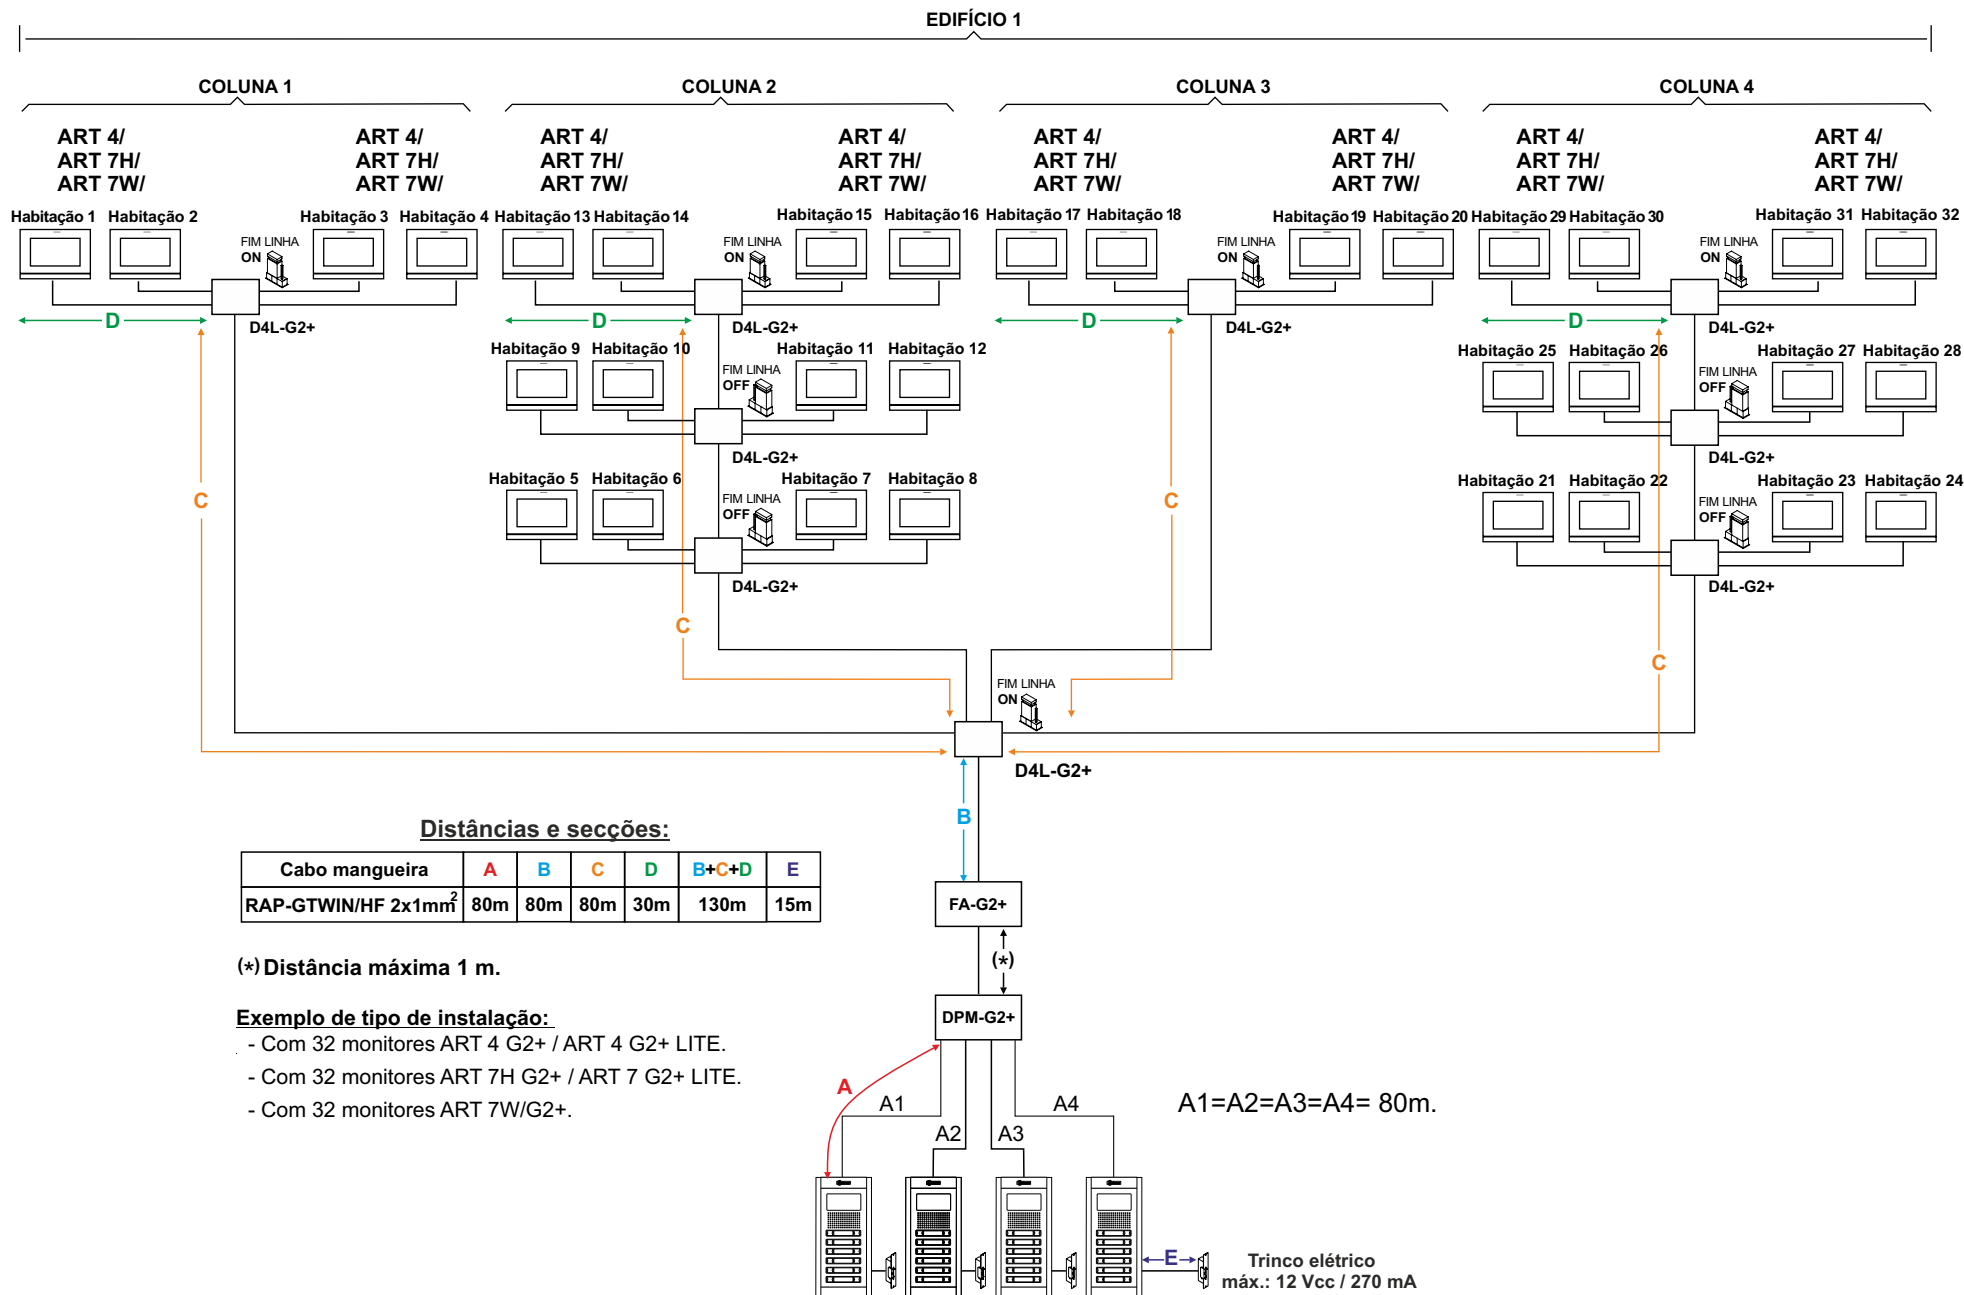 EDIFÍCIO 1
COLUNA 1
COLUNA 2
COLUNA 3
COLUNA 4
ART 4/
ART 7H/
ART 7W/
ART 4/
ART 7H/
ART 7W/
ART 4/
ART 7H/
ART 7W/
ART 4/
ART 7H/
ART 7W/
ART 4/
ART 7H/
ART 7W/
ART 4/
ART 7H/
ART 7W/
ART 4/
ART 7H/
ART 7W/
ART 4/
ART 7H/
ART 7W/
Habitação 1 Habitação 2 Habitação 3 Habitação 4
FIM LINHA
ON
D
D4L-G2+
C
Habitação 13 Habitação 14 Habitação 15 Habitação 16
FIM LINHA
ON
D
D4L-G2+
Habitação 9 Habitação 10 Habitação 11 Habitação 12
FIM LINHA
OFF
D4L-G2+
Habitação 5 Habitação 6 Habitação 7 Habitação 8
FIM LINHA
OFF
D4L-G2+
C
Habitação 17 Habitação 18 Habitação 19 Habitação 20
FIM LINHA
ON
D
D4L-G2+
C
Habitação 29 Habitação 30 Habitação 31 Habitação 32
FIM LINHA
ON
D
D4L-G2+
Habitação 25 Habitação 26 Habitação 27 Habitação 28
FIM LINHA
OFF
D4L-G2+
Habitação 21 Habitação 22 Habitação 23 Habitação 24
FIM LINHA
OFF
D4L-G2+
C
FIM LINHA
ON
D4L-G2+
B
Distâncias e secções:
Cabo mangueira A B C D B+C+D E
RAP-GTWIN/HF 2x1mm² 80m 80m 80m 30m 130m 15m
FA-G2+
(*)
(*) Distância máxima 1 m.
DPM-G2+
Exemplo de tipo de instalação:
- Com 32 monitores ART 4 G2+ / ART 4 G2+ LITE.
- Com 32 monitores ART 7H G2+ / ART 7 G2+ LITE.
- Com 32 monitores ART 7W/G2+.
A
A1
A2
A3
A4
A1=A2=A3=A4= 80m.
E
Trinco elétrico
máx.: 12 Vcc / 270 mA